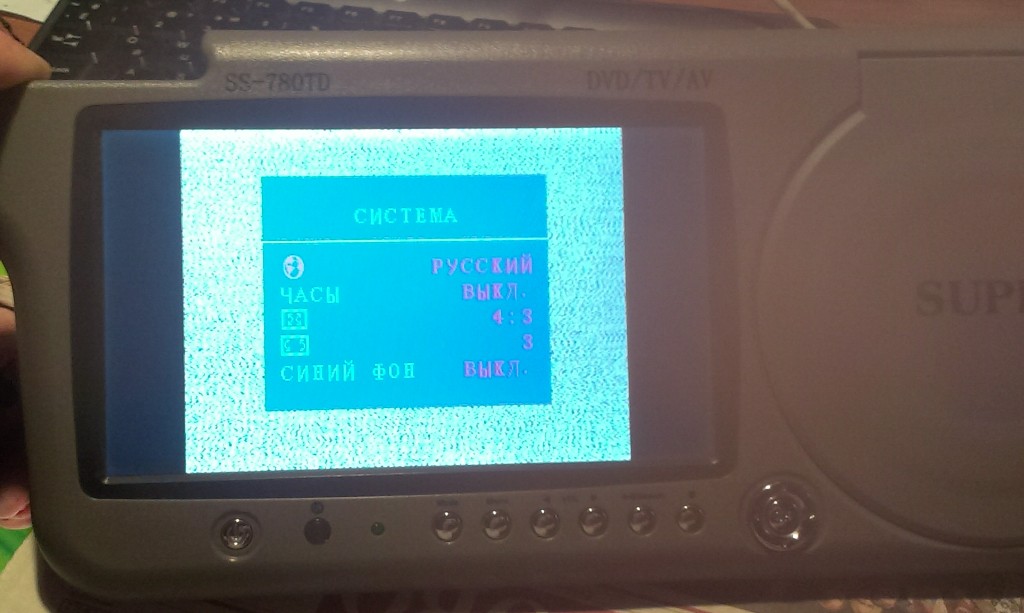 SS-780TD
DVD/TV/AV
СИСТЕМА
РУССКИЙ
ЧАСЫ ВЫКЛ.
4:3
3
СИНИЙ ФОН ВЫКЛ.
SUP